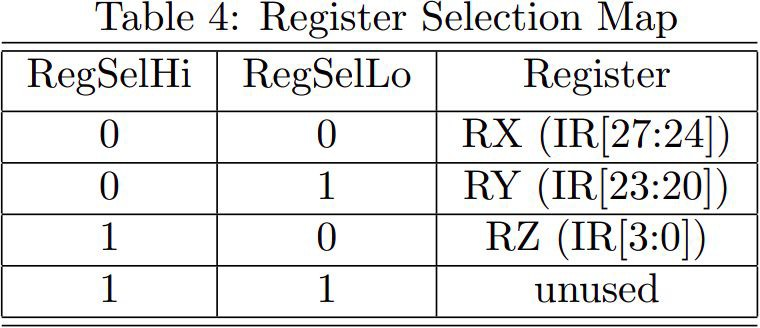 Table 4: Register Selection Map
RegSelHi RegSelLo Register
0 0 RX (IR[27:24])
0 1 RY (IR[23:20])
1 0 RZ (IR[3:0])
1 1 unused